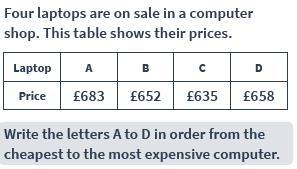 Four laptops are on sale in a computer
shop. This table shows their prices.
Laptop A B C D
Price £683 £652 £635 £658
Write the letters A to D in order from the
cheapest to the most expensive computer.